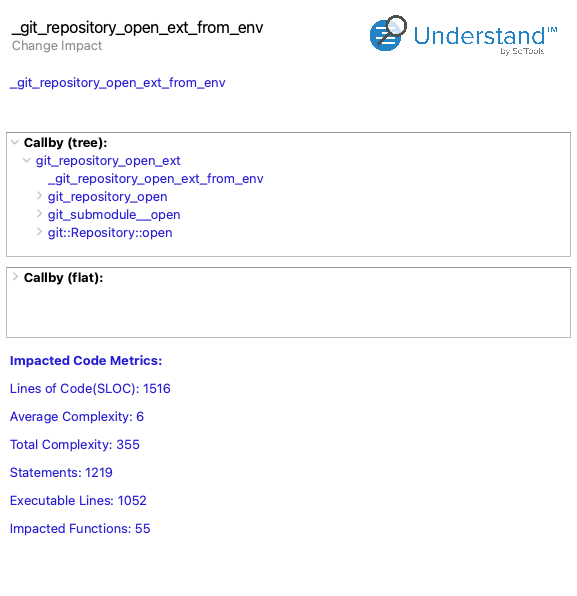 _git_repository_open_ext_from_env
Change Impact
Understand™
by SciTools
_git_repository_open_ext_from_env
Callby (tree):
git_repository_open_ext
_git_repository_open_ext_from_env
git_repository_open
git_submodule__open
git::Repository::open
Callby (flat):
Impacted Code Metrics:
Lines of Code(SLOC): 1516
Average Complexity: 6
Total Complexity: 355
Statements: 1219
Executable Lines: 1052
Impacted Functions: 55